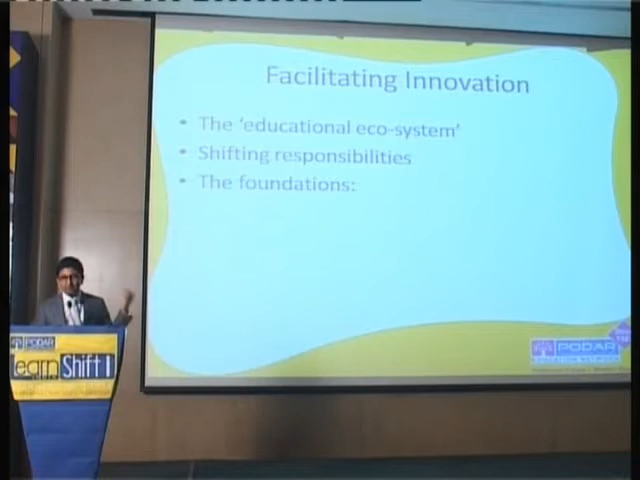 Facilitating Innovation
• The 'educational eco-system'
• Shifting responsibilities
• The foundations:
PODAR
PODAR
learn Shift